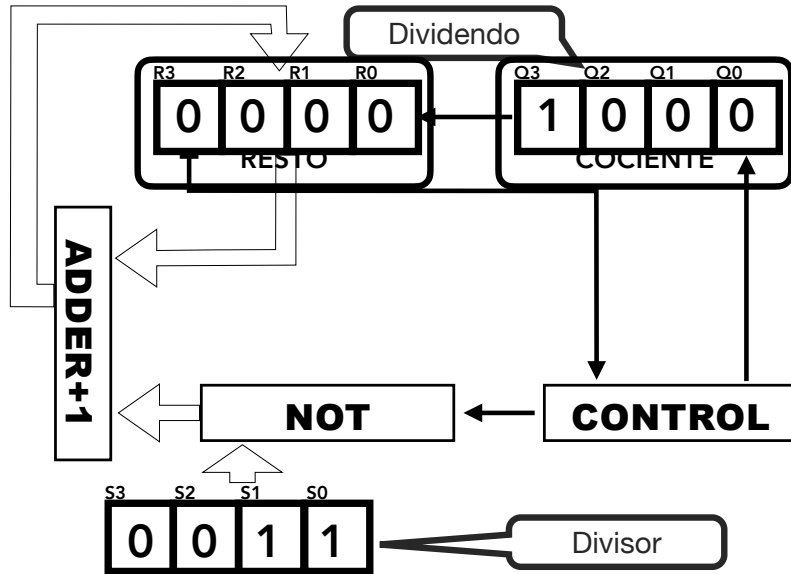 Dividendo
R3 R2 R1 R0
0 0 0 0
RESTO
Q3 Q2 Q1 Q0
1 0 0 0
COCIENTE
ADDER+1
NOT
CONTROL
S3 S2 S1 S0
0 0 1 1
Divisor